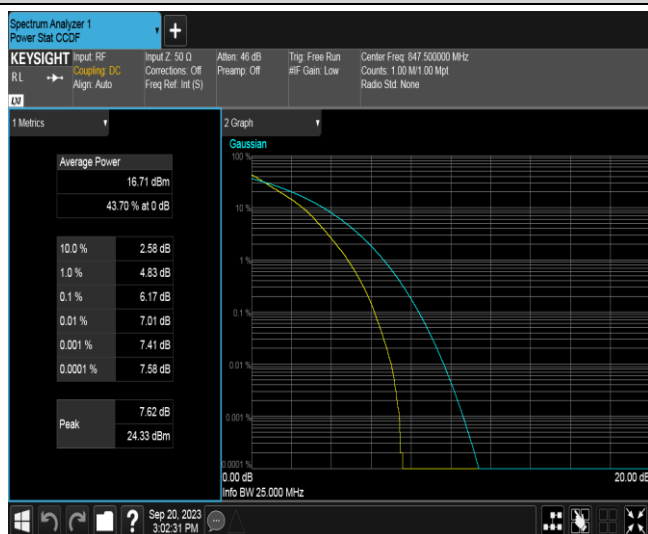 Spectrum Analyzer 1
Power Stat CCDF
KEYSIGHT
RL
LXI
Input: RF
Coupling: DC
Align: Auto
Input Z: 50 Ω
Corrections: Off
Freq Ref: Int (S)
Atten: 46 dB
Preamp: Off
Trig: Free Run
#IF Gain: Low
Center Freq: 847.500000 MHz
Counts: 1.00 M/1.00 Mpt
Radio Std: None
1 Metrics
Average Power
16.71 dBm
43.70 % at 0 dB
10.0 % 2.58 dB
1.0 % 4.83 dB
0.1 % 6.17 dB
0.01 % 7.01 dB
0.001 % 7.41 dB
0.0001 % 7.58 dB
Peak
7.62 dB
24.33 dBm
2 Graph
Gaussian
100 %
10 %
1 %
0.1 %
0.01 %
0.001 %
0.0001 %
0.00 dB
20.00 dB
Info BW 25.000 MHz
Sep 20, 2023
3:02:31 PM